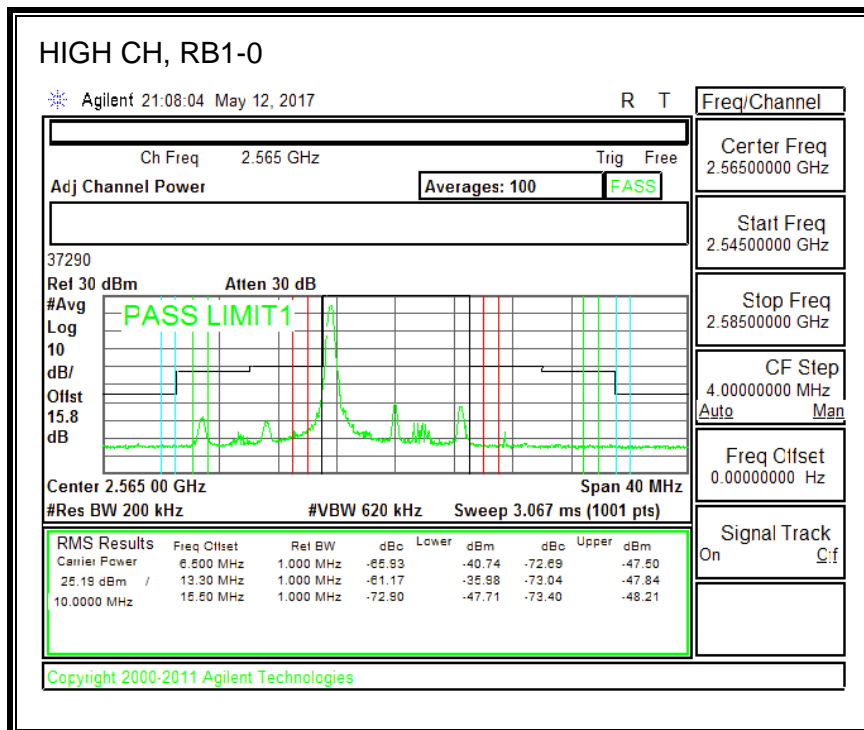 HIGH CH, RB1-0
Agilent 21:08:04 May 12, 2017 R T
Freq/Channel
Ch Freq 2.565 GHz Trig Free
Adj Channel Power Averages: 100 PASS
Center Freq
2.56500000 GHz
Start Freq
2.54500000 GHz
Stop Freq
2.58500000 GHz
CF Step
4.00000000 MHz
Auto Man
Freq Offset
0.00000000 Hz
Signal Track
On Off
37290
Ref 30 dBm Atten 30 dB
#Avg
Log
10
dB/
Offst
15.8
dB
PASS LIMIT1
Center 2.565 00 GHz Span 40 MHz
#Res BW 200 kHz #VBW 620 kHz Sweep 3.067 ms (1001 pts)
RMS Results Freq Offset Ref BW dBc Lower dBm dBc Upper dBm
Carrier Power 6.500 MHz 1.000 MHz -65.93 -40.74 -72.69 -47.50
25.19 dBm / 13.30 MHz 1.000 MHz -61.17 -35.98 -73.04 -47.84
10.0000 MHz 15.50 MHz 1.000 MHz -72.90 -47.71 -73.40 -48.21
Copyright 2000-2011 Agilent Technologies